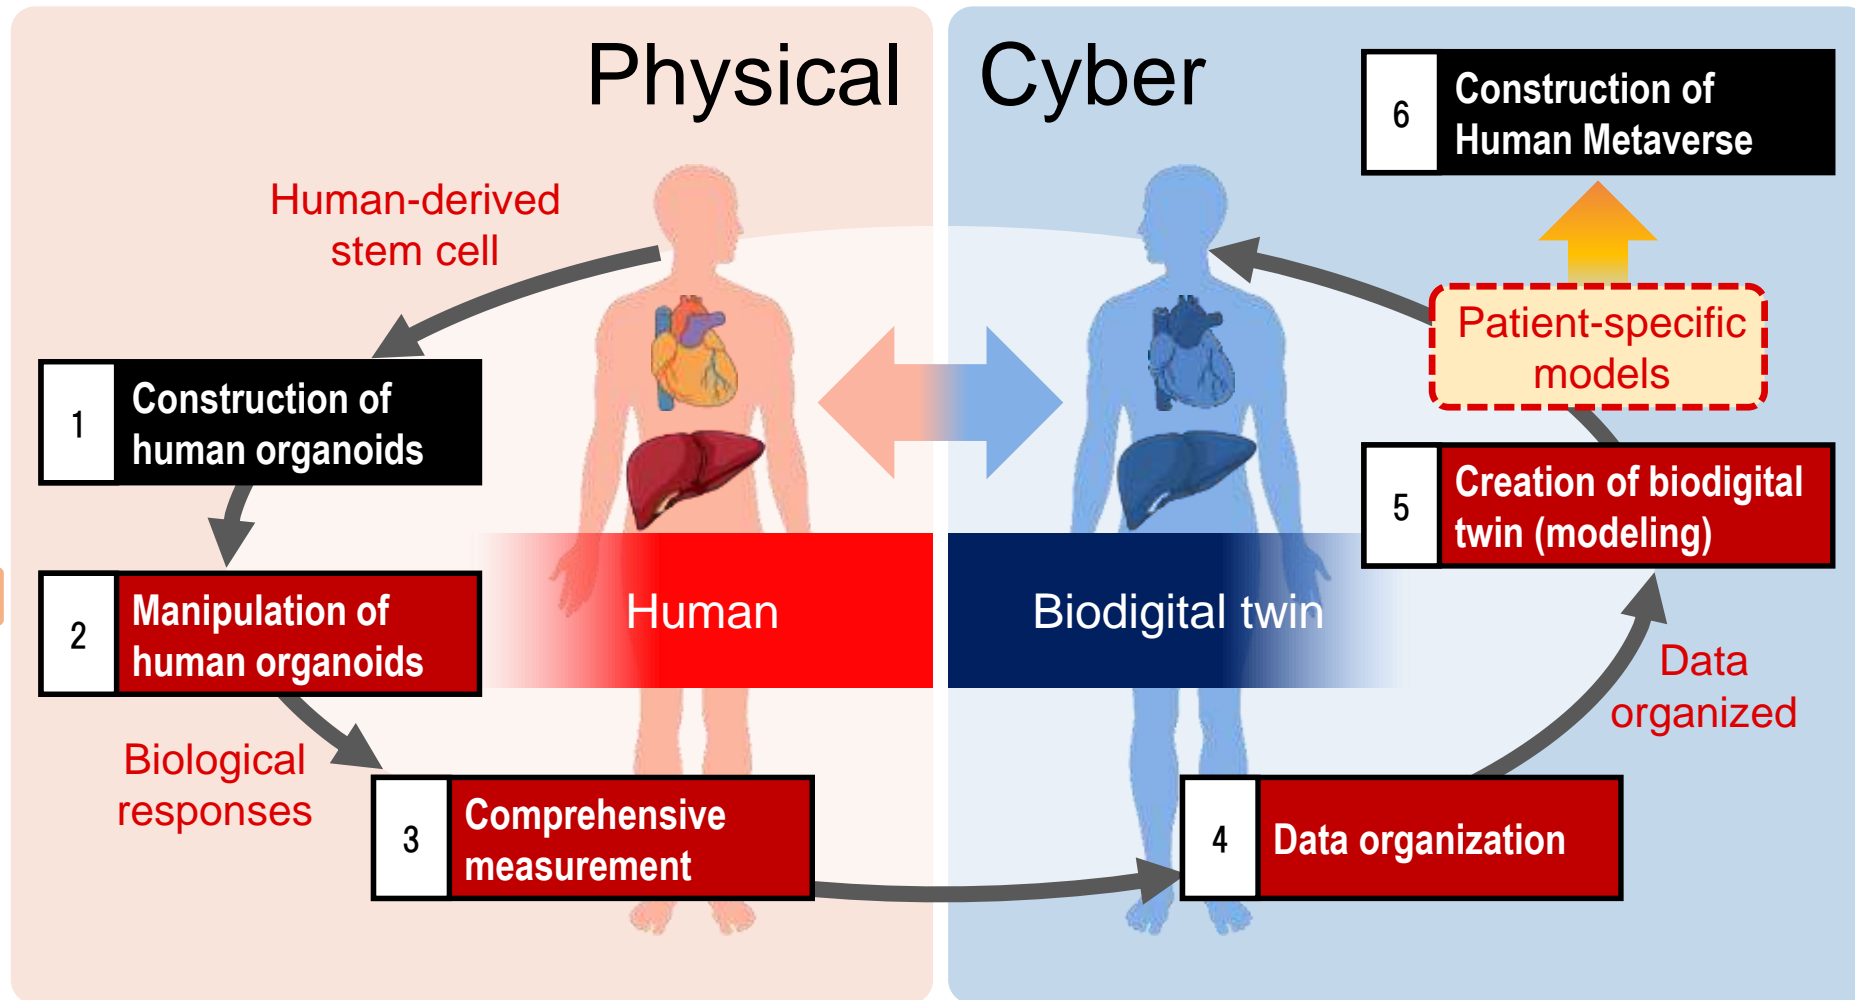 Physical
Cyber
Human-derived
stem cell
1
Construction of
human organoids
2
Manipulation of
human organoids
Biological
responses
3
Comprehensive
measurement
Human
Biodigital twin
4
Data organization
Data
organized
5
Creation of biodigital
twin (modeling)
Patient-specific
models
6
Construction of
Human Metaverse